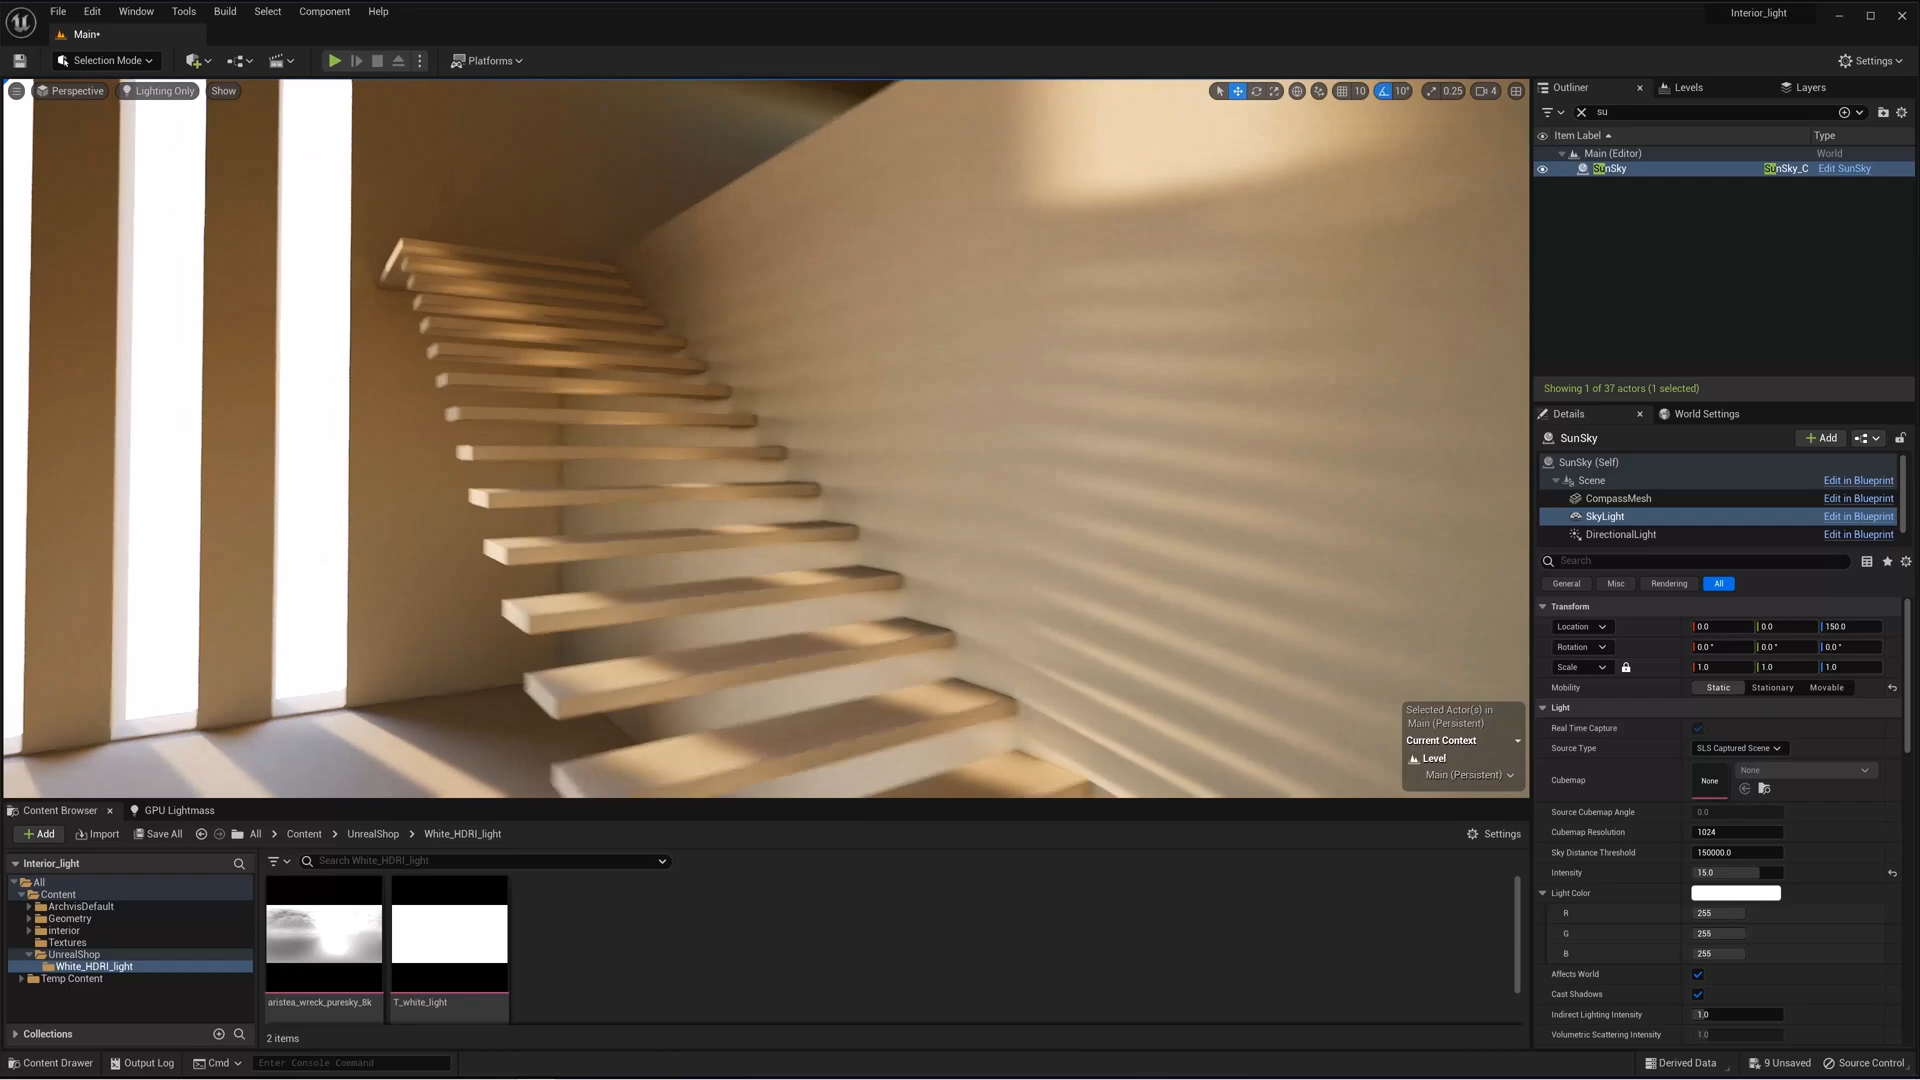 File Edit Window Tools Build Select Component Help
Interior_light
Main•
Selection Mode
Platforms
Settings
Perspective
Lighting Only
Show
10
10°
0.25
4
Outliner
Levels
Layers
su
Item Label
Type
Main (Editor)
World
SunSky
SunSky_C
Edit SunSky
Showing 1 of 37 actors (1 selected)
Details
World Settings
SunSky
Add
SunSky (Self)
Scene
Edit in Blueprint
CompassMesh
Edit in Blueprint
SkyLight
Edit in Blueprint
DirectionalLight
Edit in Blueprint
Search
General
Misc
Rendering
All
Transform
Location
0.0
0.0
150.0
Rotation
0.0 °
0.0 °
0.0 °
Scale
1.0
1.0
1.0
Mobility
Static
Stationary
Movable
Light
Real Time Capture
Source Type
SLS Captured Scene
Cubemap
None
None
Source Cubemap Angle
0.0
Cubemap Resolution
1024
Sky Distance Threshold
150000.0
Intensity
15.0
Light Color
R
255
G
255
B
255
Affects World
Cast Shadows
Indirect Lighting Intensity
1.0
Volumetric Scattering Intensity
1.0
Selected Actor(s) in
Main (Persistent)
Current Context
Level
Main (Persistent)
Content Browser
GPU Lightmass
Add
Import
Save All
All
Content
UnrealShop
White_HDRI_light
Settings
Interior_light
Search White_HDRI_light
All
Content
ArchvisDefault
Geometry
interior
Textures
UnrealShop
White_HDRI_light
Temp Content
aristea_wreck_puresky_8k
T_white_light
Collections
2 items
Content Drawer
Output Log
Cmd
Enter Console Command
Derived Data
9 Unsaved
Source Control